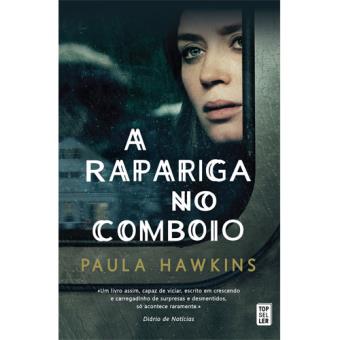 A
RAPARIGA
NO
COMBOIO
PAULA HAWKINS
«Um livro assim, capaz de viciar, escrito em crescendo
e carregadinho de surpresas e desmentidos,
só acontece raramente.»
Diário de Notícias
TOP
SEL
LER